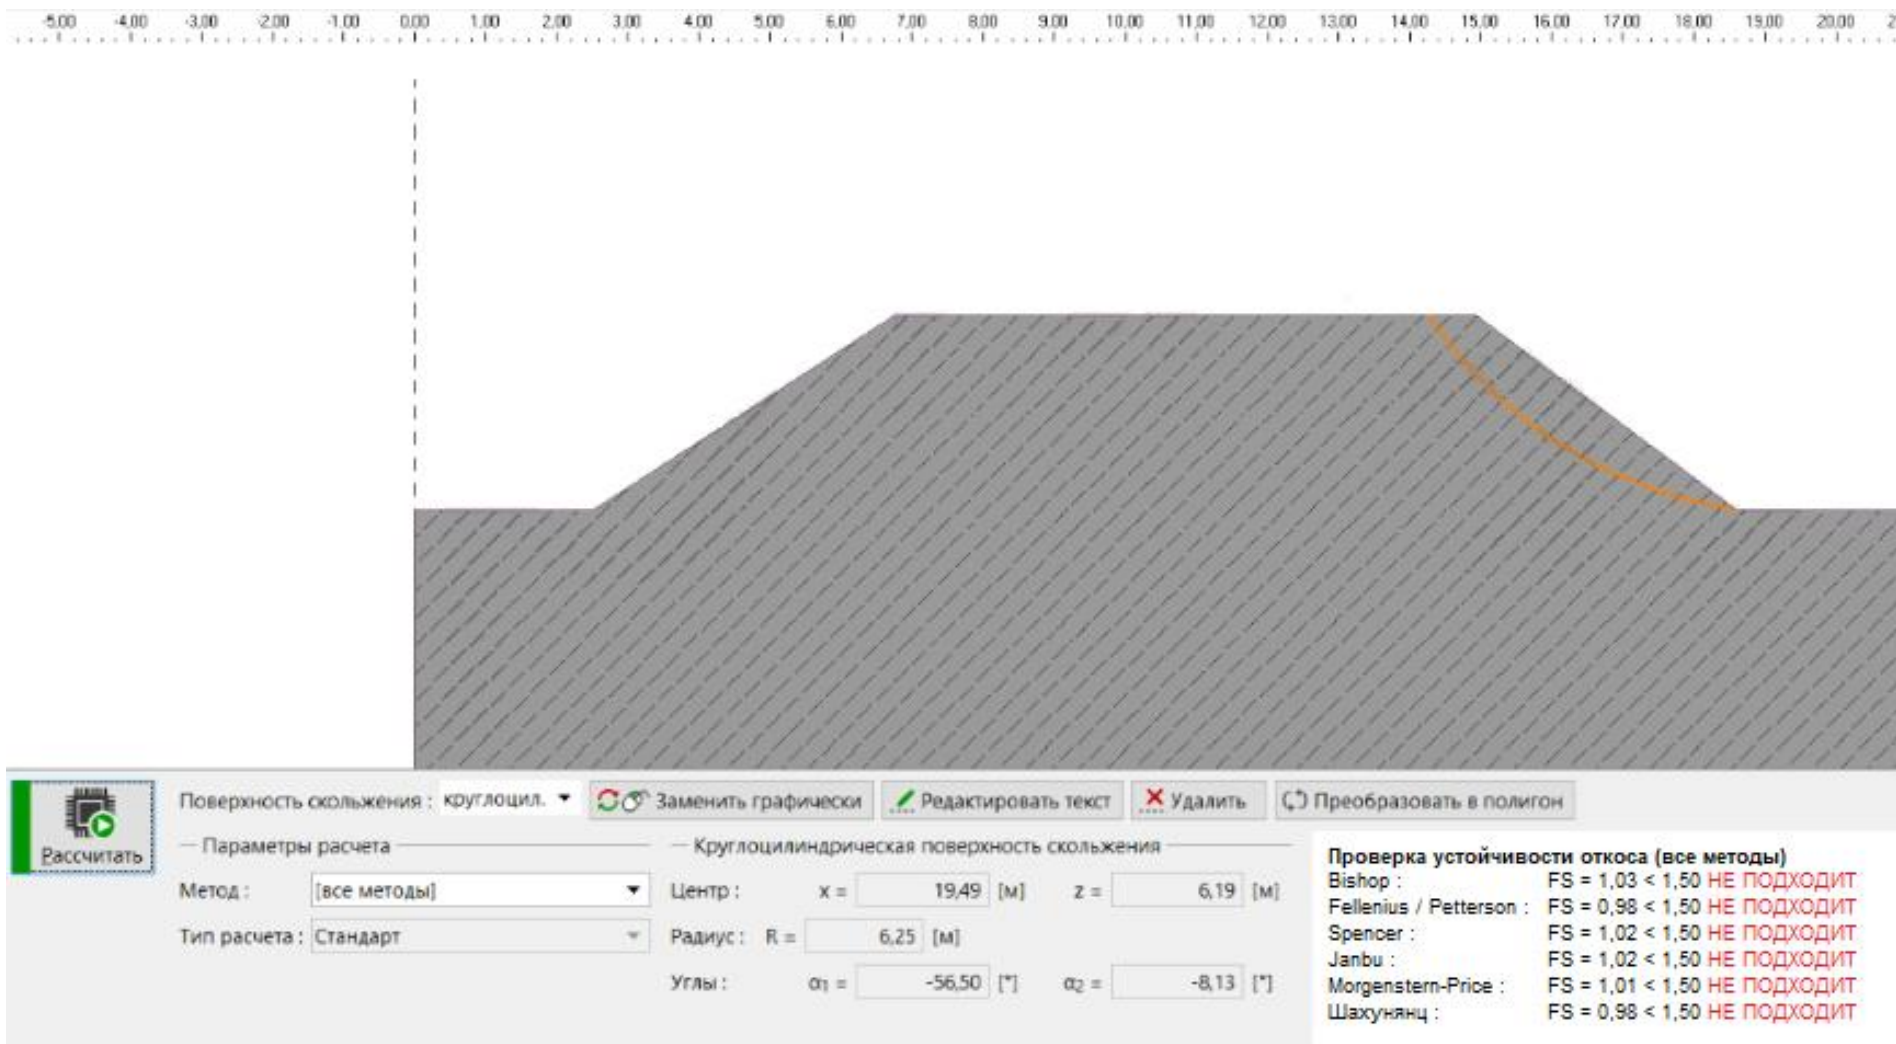 -5,00 -4,00 -3,00 -2,00 -1,00 0,00 1,00 2,00 3,00 4,00 5,00 6,00 7,00 8,00 9,00 10,00 11,00 12,00 13,00 14,00 15,00 16,00 17,00 18,00 19,00 20,00
Рассчитать
Поверхность скольжения : круглоцил. Заменить графически Редактировать текст Удалить Преобразовать в полигон
Параметры расчета
Метод : [все методы]
Тип расчета : Стандарт
Круглоцилиндрическая поверхность скольжения
Центр : x = 19,49 [м] z = 6,19 [м]
Радиус : R = 6,25 [м]
Углы : α1 = -56,50 [°] α2 = -8,13 [°]
Проверка устойчивости откоса (все методы)
Bishop : FS = 1,03 < 1,50 НЕ ПОДХОДИТ
Fellenius / Petterson : FS = 0,98 < 1,50 НЕ ПОДХОДИТ
Spencer : FS = 1,02 < 1,50 НЕ ПОДХОДИТ
Janbu : FS = 1,02 < 1,50 НЕ ПОДХОДИТ
Morgenstern-Price : FS = 1,01 < 1,50 НЕ ПОДХОДИТ
Шахунянц : FS = 0,98 < 1,50 НЕ ПОДХОДИТ